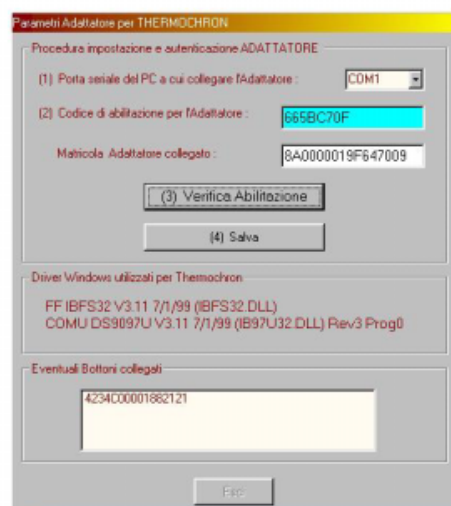 Parametri Adattatore per THERMOCHRON
Procedura impostazione e autenticazione ADATTATORE
(1) Porta seriale del PC a cui collegare l'Adattatore :
COM1
(2) Codice di abilitazione per l'Adattatore :
665BC70F
Matricola Adattatore collegato :
8A0000019F647009
(3) Verifica Abilitazione
(4) Salva
Driver Windows utilizzati per Thermochron
FF IBFS32 V3.11 7/1/99 (IBFS32.DLL)
COMU DS9097U V3.11 7/1/99 (IB97U32.DLL) Rev3 Prog0
Eventuali Bottoni collegati
4234C00001882121
Esc